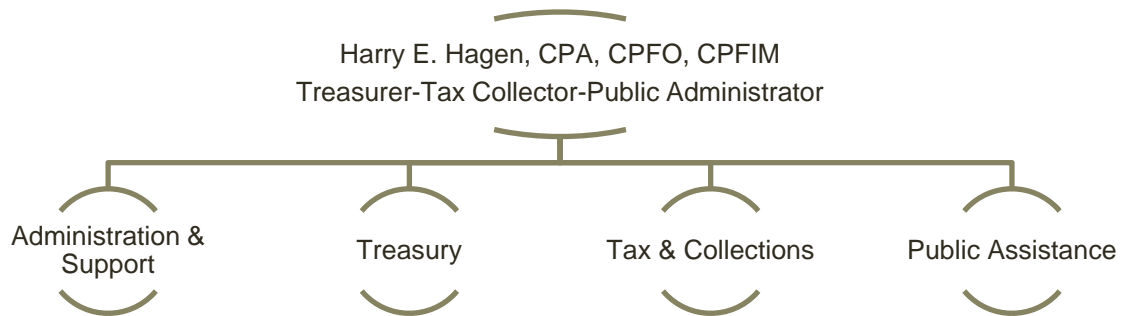 Harry E. Hagen, CPA, CPFO, CPFIM
Treasurer-Tax Collector-Public Administrator
Administration &
Support
Treasury
Tax & Collections
Public Assistance